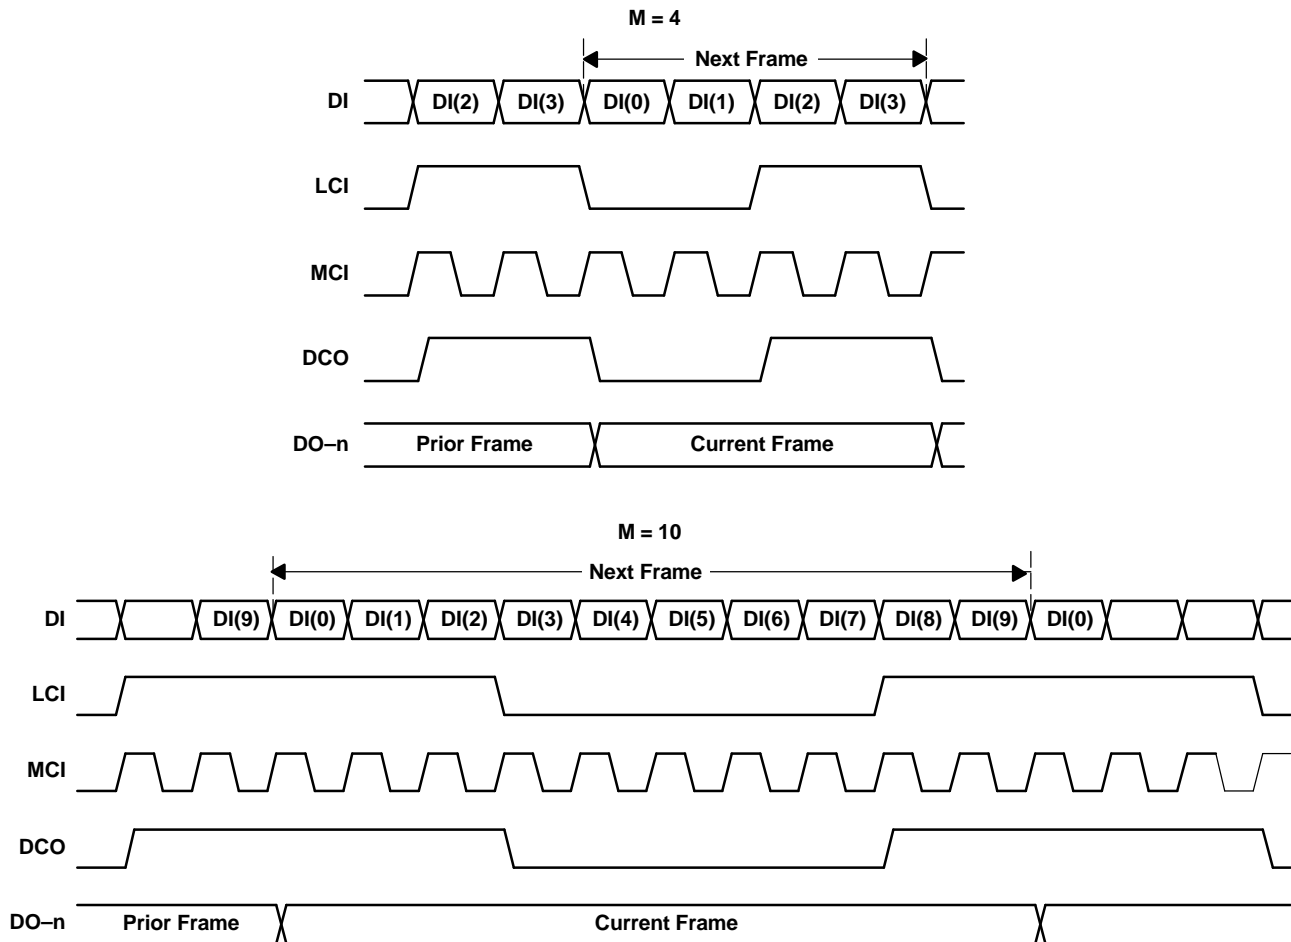 M = 4
Next Frame
DI DI(2) DI(3) DI(0) DI(1) DI(2) DI(3)
LCI
MCI
DCO
DO–n Prior Frame Current Frame
M = 10
Next Frame
DI DI(9) DI(0) DI(1) DI(2) DI(3) DI(4) DI(5) DI(6) DI(7) DI(8) DI(9) DI(0)
LCI
MCI
DCO
DO–n Prior Frame Current Frame